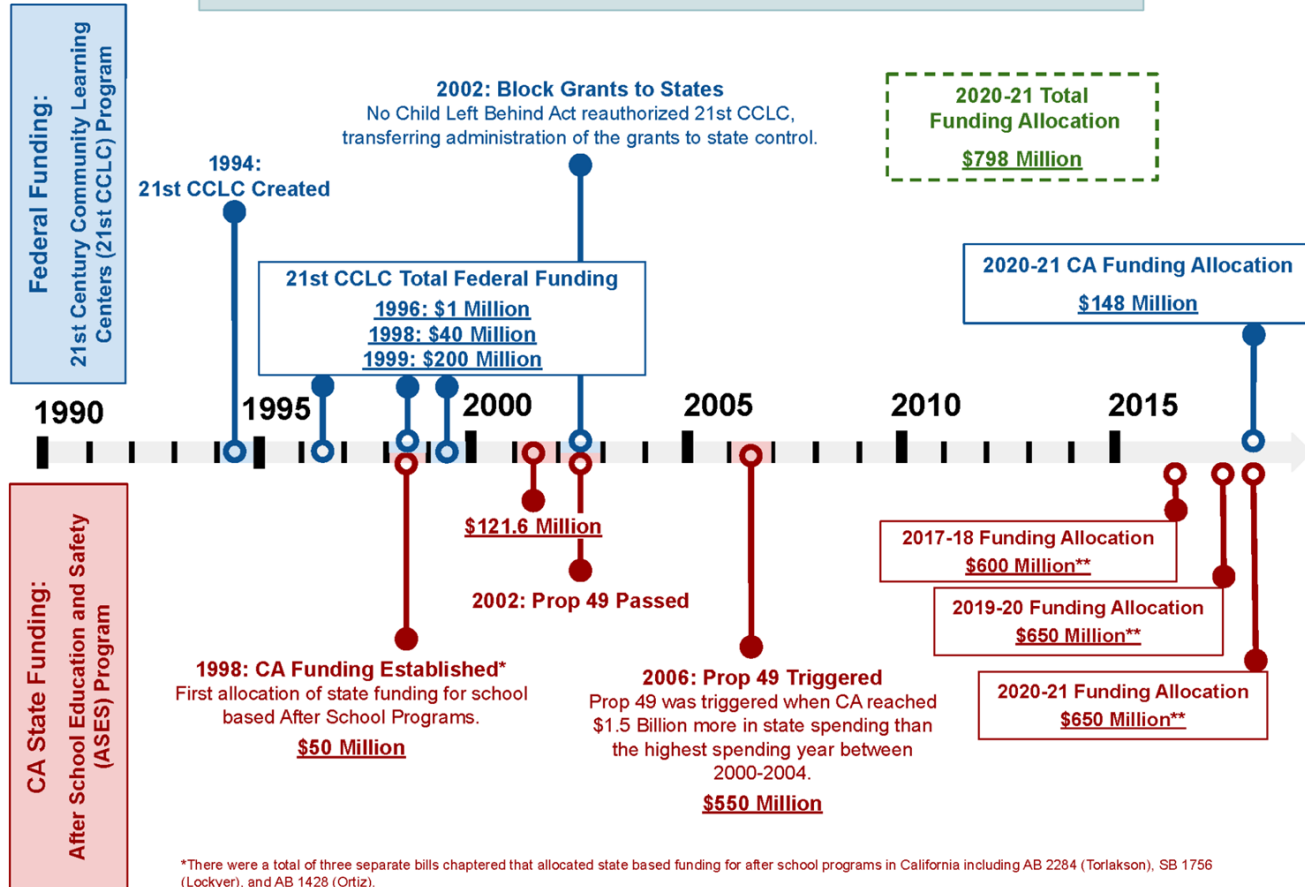 Federal Funding:
21st Century Community Learning
Centers (21st CCLC) Program
2002: Block Grants to States
No Child Left Behind Act reauthorized 21st CCLC,
transferring administration of the grants to state control.
2020-21 Total
Funding Allocation
$798 Million
1994:
21st CCLC Created
21st CCLC Total Federal Funding
1996: $1 Million
1998: $40 Million
1999: $200 Million
2020-21 CA Funding Allocation
$148 Million
1990
1995
2000
2005
2010
2015
CA State Funding:
After School Education and Safety
(ASES) Program
$121.6 Million
2002: Prop 49 Passed
1998: CA Funding Established*
First allocation of state funding for school
based After School Programs.
$50 Million
2006: Prop 49 Triggered
Prop 49 was triggered when CA reached
$1.5 Billion more in state spending than
the highest spending year between
2000-2004.
$550 Million
2017-18 Funding Allocation
$600 Million**
2019-20 Funding Allocation
$650 Million**
2020-21 Funding Allocation
$650 Million**
*There were a total of three separate bills chaptered that allocated state based funding for after school programs in California including AB 2284 (Torlakson), SB 1756
(Lockyer), and AB 1428 (Ortiz).